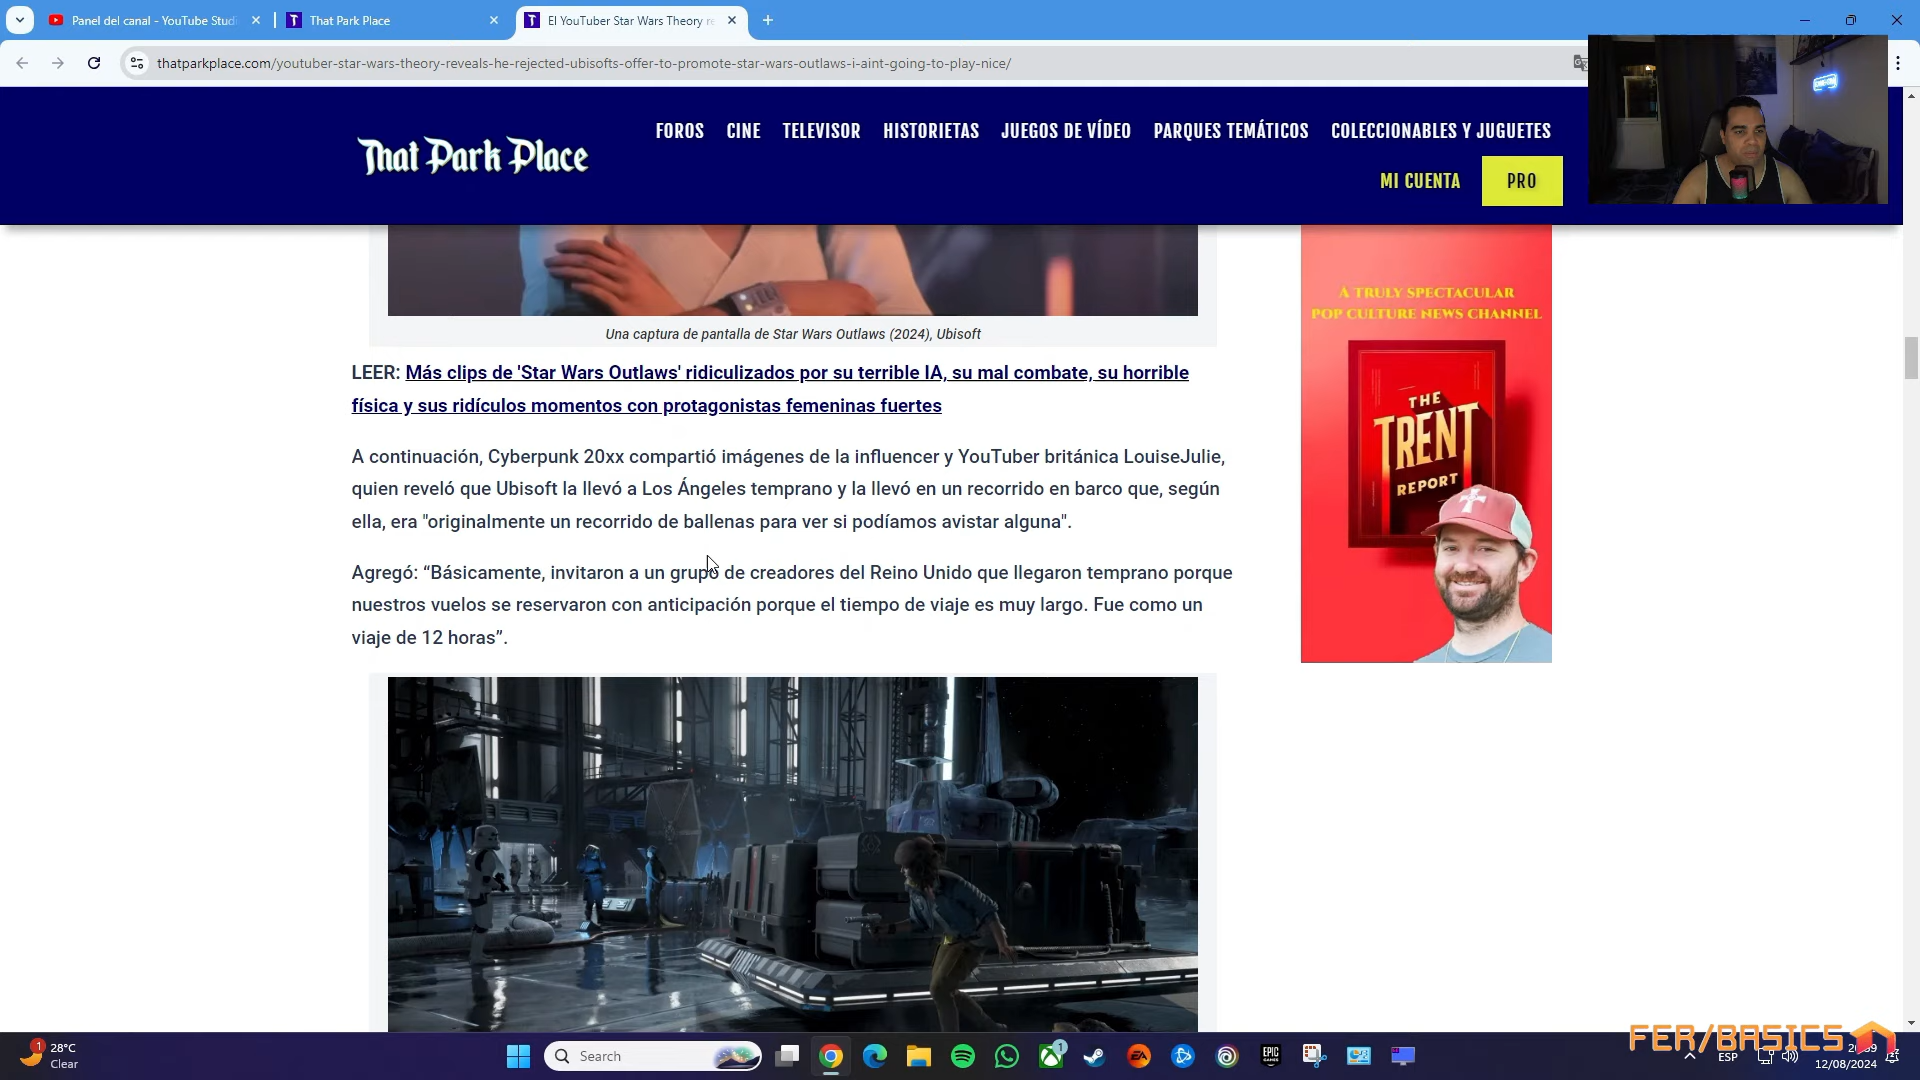 Panel del canal - YouTube Studi
That Park Place
El YouTuber Star Wars Theory re
thatparkplace.com/youtuber-star-wars-theory-reveals-he-rejected-ubisofts-offer-to-promote-star-wars-outlaws-i-aint-going-to-play-nice/
That Park Place
FOROS CINE TELEVISOR HISTORIETAS JUEGOS DE VÍDEO PARQUES TEMÁTICOS COLECCIONABLES Y JUGUETES
MI CUENTA PRO
Una captura de pantalla de Star Wars Outlaws (2024), Ubisoft
LEER: Más clips de 'Star Wars Outlaws' ridiculizados por su terrible IA, su mal combate, su horrible
física y sus ridículos momentos con protagonistas femeninas fuertes
A continuación, Cyberpunk 20xx compartió imágenes de la influencer y YouTuber británica LouiseJulie,
quien reveló que Ubisoft la llevó a Los Ángeles temprano y la llevó en un recorrido en barco que, según
ella, era "originalmente un recorrido de ballenas para ver si podíamos avistar alguna".
Agregó: “Básicamente, invitaron a un grupo de creadores del Reino Unido que llegaron temprano porque
nuestros vuelos se reservaron con anticipación porque el tiempo de viaje es muy largo. Fue como un
viaje de 12 horas”.
A TRULY SPECTACULAR
POP CULTURE NEWS CHANNEL
THE
TRENT
REPORT
FER/BASICS
1
28°C
Clear
Search
1
EA
EPIC
GAMES
ESP
12/08/2024